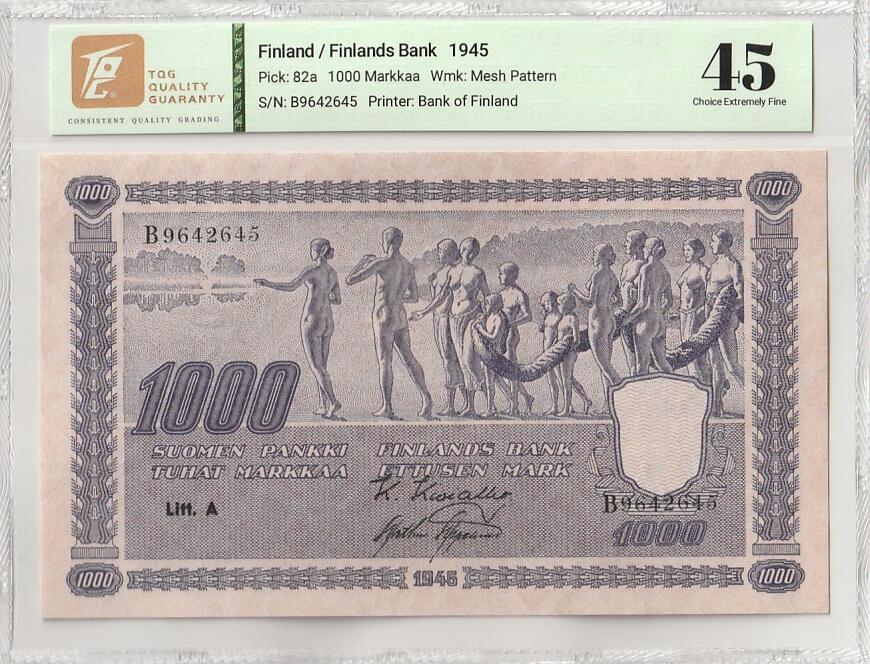 TQG
QUALITY
GUARANTY
CONSISTENT QUALITY GRADING
Finland / Finlands Bank 1945
Pick: 82a 1000 Markkaa Wmk: Mesh Pattern
S/N: B9642645 Printer: Bank of Finland
45
Choice Extremely Fine
1000
1000
B9642645
1000
SUOMEN PANKKI FINLANDS BANK
TUHAT MARKKAA ETTUSEN MARK
Litt. A
B9642645
1000
1000
1945
1000